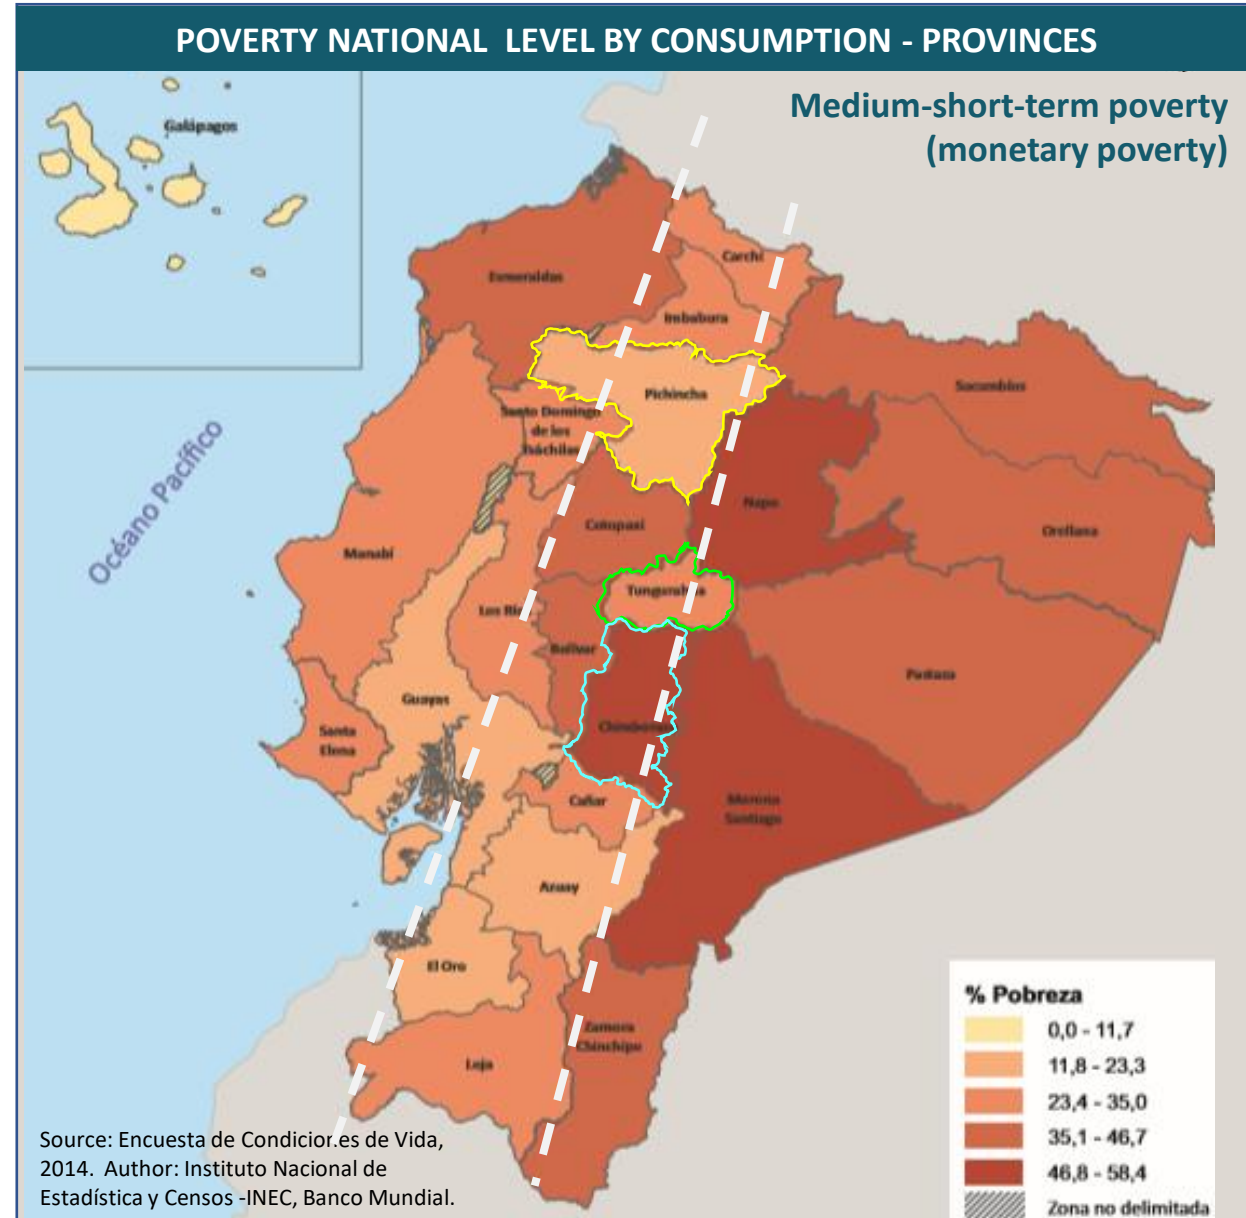 POVERTY NATIONAL LEVEL BY CONSUMPTION - PROVINCES
Medium-short-term poverty
(monetary poverty)
Galápagos
Carchi
Esmeraldas
Imbabura
Sucumbíos
Pichincha
Santo Domingo
de los
Tsáchilas
Napo
Cotopaxi
Orellana
Océano Pacífico
Manabí
Tungurahua
Los Ríos
Bolívar
Pastaza
Guayas
Chimborazo
Santa
Elena
Cañar
Morona
Santiago
Azuay
El Oro
Zamora
Chinchipe
Loja
% Pobreza
0,0 - 11,7
11,8 - 23,3
23,4 - 35,0
35,1 - 46,7
46,8 - 58,4
Zona no delimitada
Source: Encuesta de Condiciones de Vida,
2014. Author: Instituto Nacional de
Estadística y Censos -INEC, Banco Mundial.